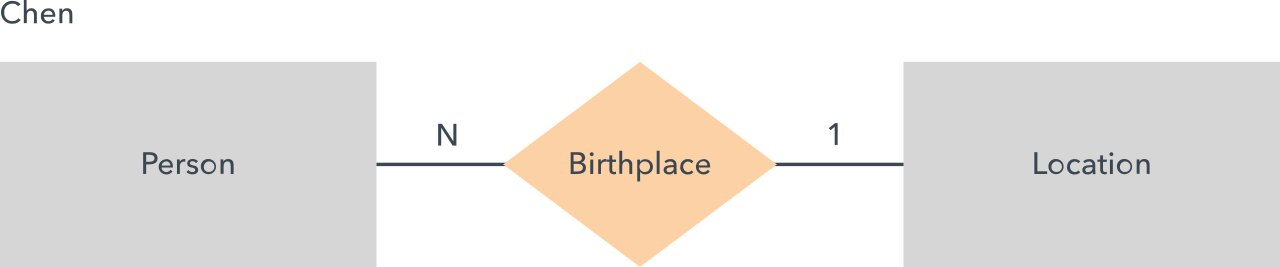 Chen
N
1
Person
Birthplace
Location